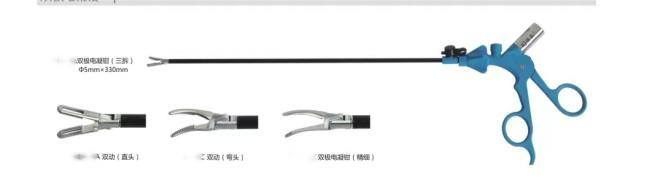 双极电凝钳（三拆）
Φ5mm×330mm
A 双动（直头）
C 双动（弯头）
双极电凝钳（精细）